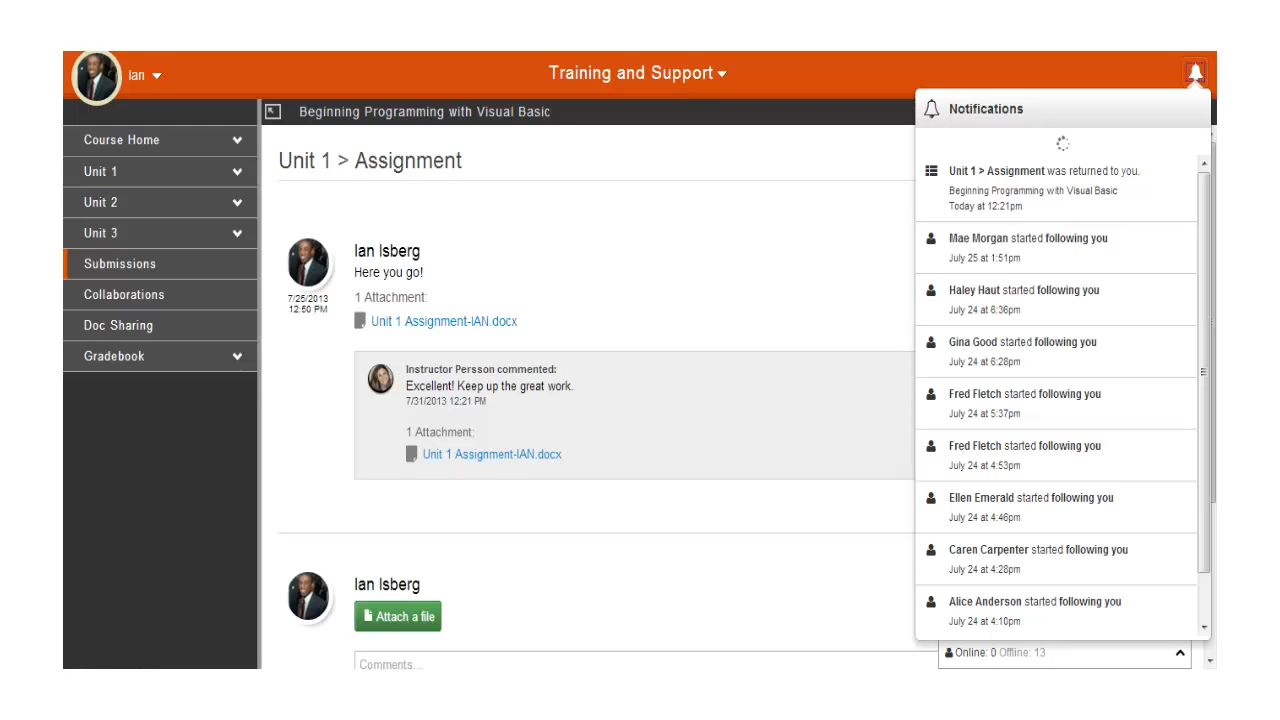 Ian
Training and Support
Beginning Programming with Visual Basic
Course Home
Unit 1
Unit 2
Unit 3
Submissions
Collaborations
Doc Sharing
Gradebook
Unit 1 > Assignment
Ian Isberg
Here you go!
7/25/2013
12:50 PM
1 Attachment:
Unit 1 Assignment-IAN.docx
Instructor Persson commented:
Excellent! Keep up the great work.
7/31/2013 12:21 PM
1 Attachment:
Unit 1 Assignment-IAN.docx
Ian Isberg
Attach a file
Comments...
Notifications
Unit 1 > Assignment was returned to you.
Beginning Programming with Visual Basic
Today at 12:21pm
Mae Morgan started following you
July 25 at 1:51pm
Haley Haut started following you
July 24 at 6:36pm
Gina Good started following you
July 24 at 6:28pm
Fred Fletch started following you
July 24 at 5:37pm
Fred Fletch started following you
July 24 at 4:53pm
Ellen Emerald started following you
July 24 at 4:46pm
Caren Carpenter started following you
July 24 at 4:28pm
Alice Anderson started following you
July 24 at 4:10pm
Online: 0 Offline: 13